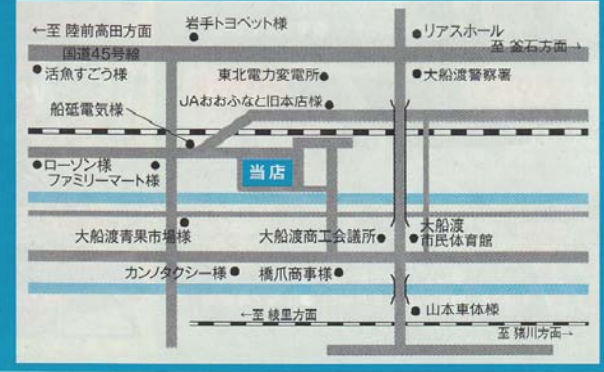 ←至 陸前高田方面
岩手トヨペット様
リアスホール
至 釜石方面→
国道45号線
活魚すごう様
東北電力変電所
大船渡警察署
JAおおふなと旧本店様
船砥電気様
ローソン様
ファミリーマート様
当店
大船渡青果市場様
大船渡商工会議所
大船渡
市民体育館
カンノタクシー様
橋爪商事様
山本車体様
←至 綾里方面
至 猿川方面→